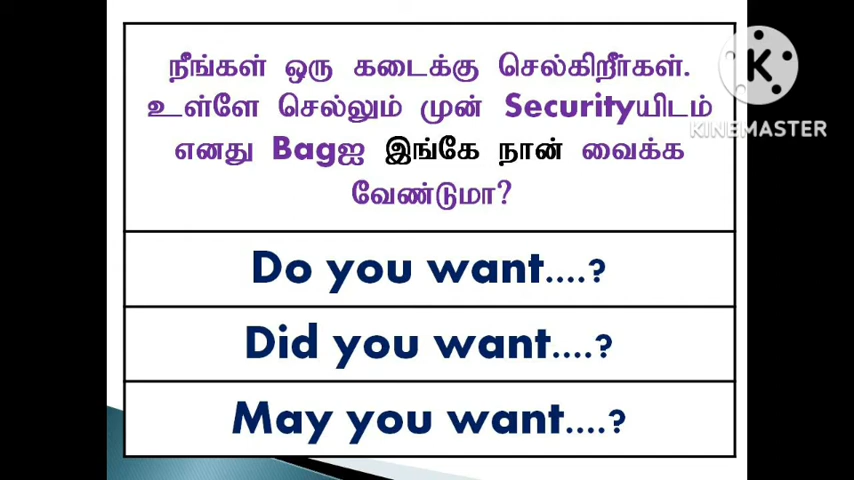 நீங்கள் ஒரு கடைக்கு செல்கிறீர்கள்.
உள்ளே செல்லும் முன் Securityயிடம்
எனது Bagஐ இங்கே நான் வைக்க
வேண்டுமா?
Do you want....?
Did you want....?
May you want....?
K
KINEMASTER